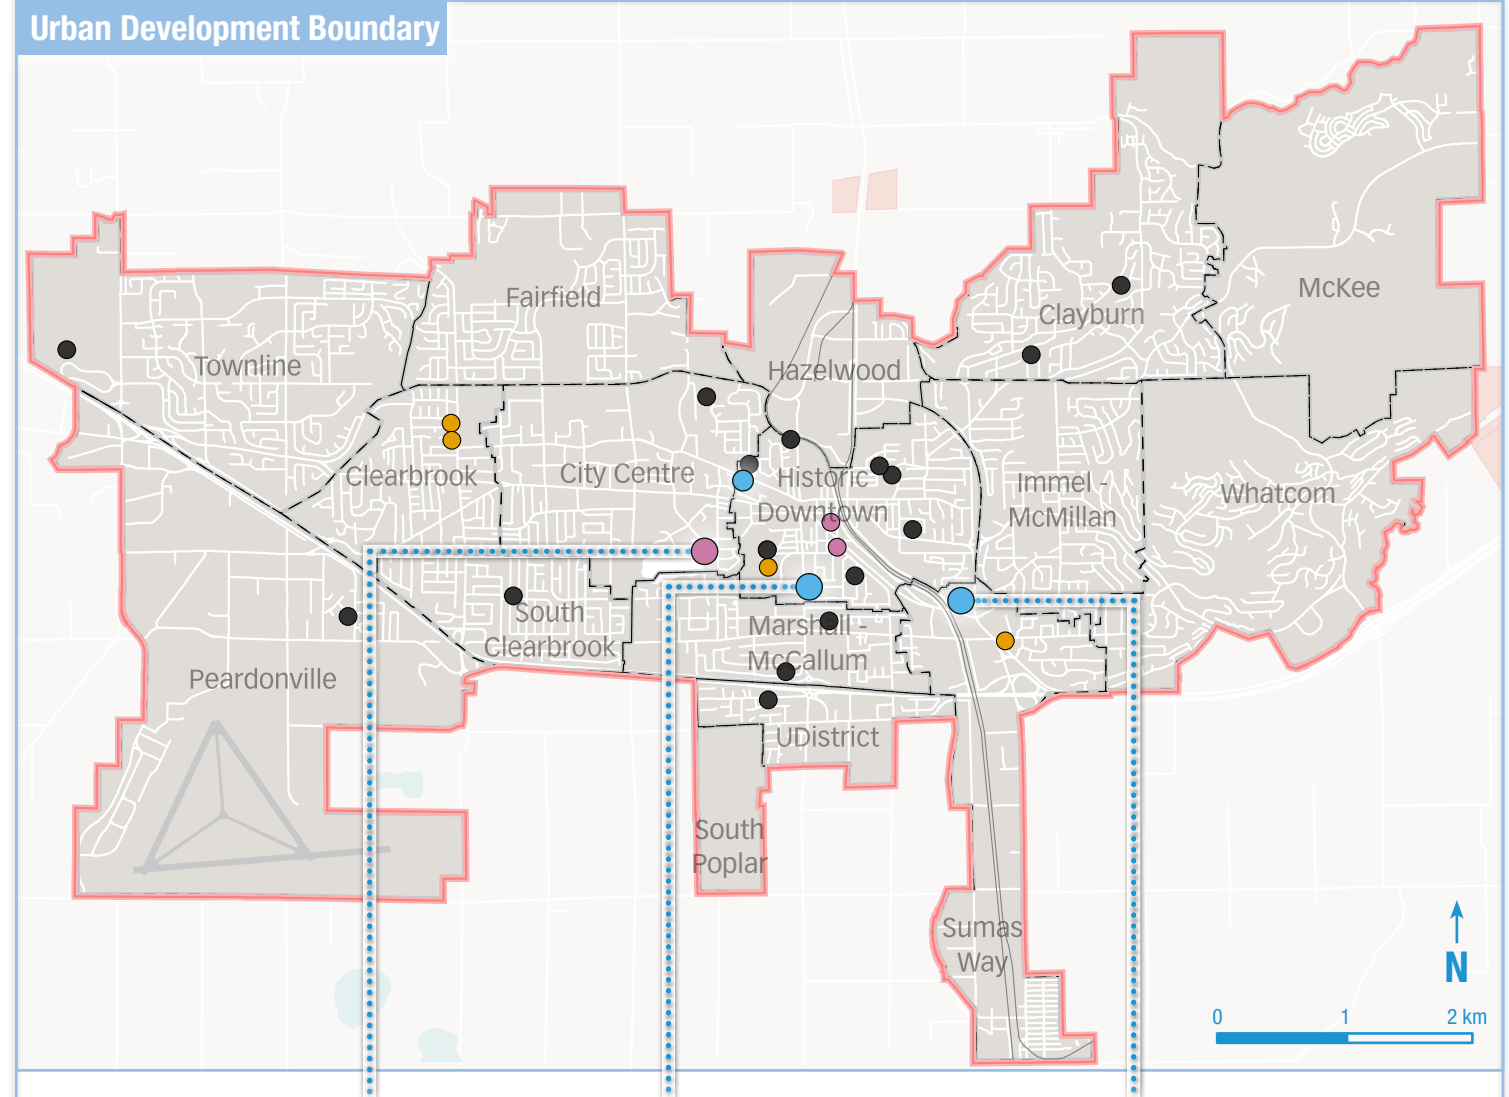 Urban Development Boundary
Fairfield
Clayburn
McKee
Townline
Hazelwood
Clearbrook
City Centre
Historic
Downtown
Immel -
McMillan
Whatcom
South
Clearbrook
Marshall -
McCallum
Peardonville
UDistrict
South
Poplar
Sumas
Way
N
0 1 2 km